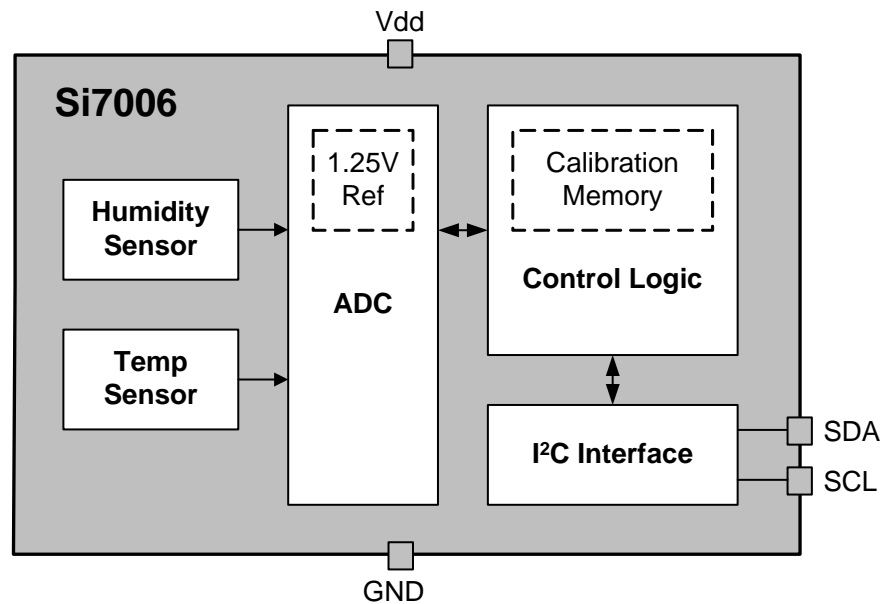 Vdd
Si7006
1.25V
Ref
Calibration
Memory
Humidity
Sensor
Control Logic
ADC
Temp
Sensor
I²C Interface
SDA
SCL
GND